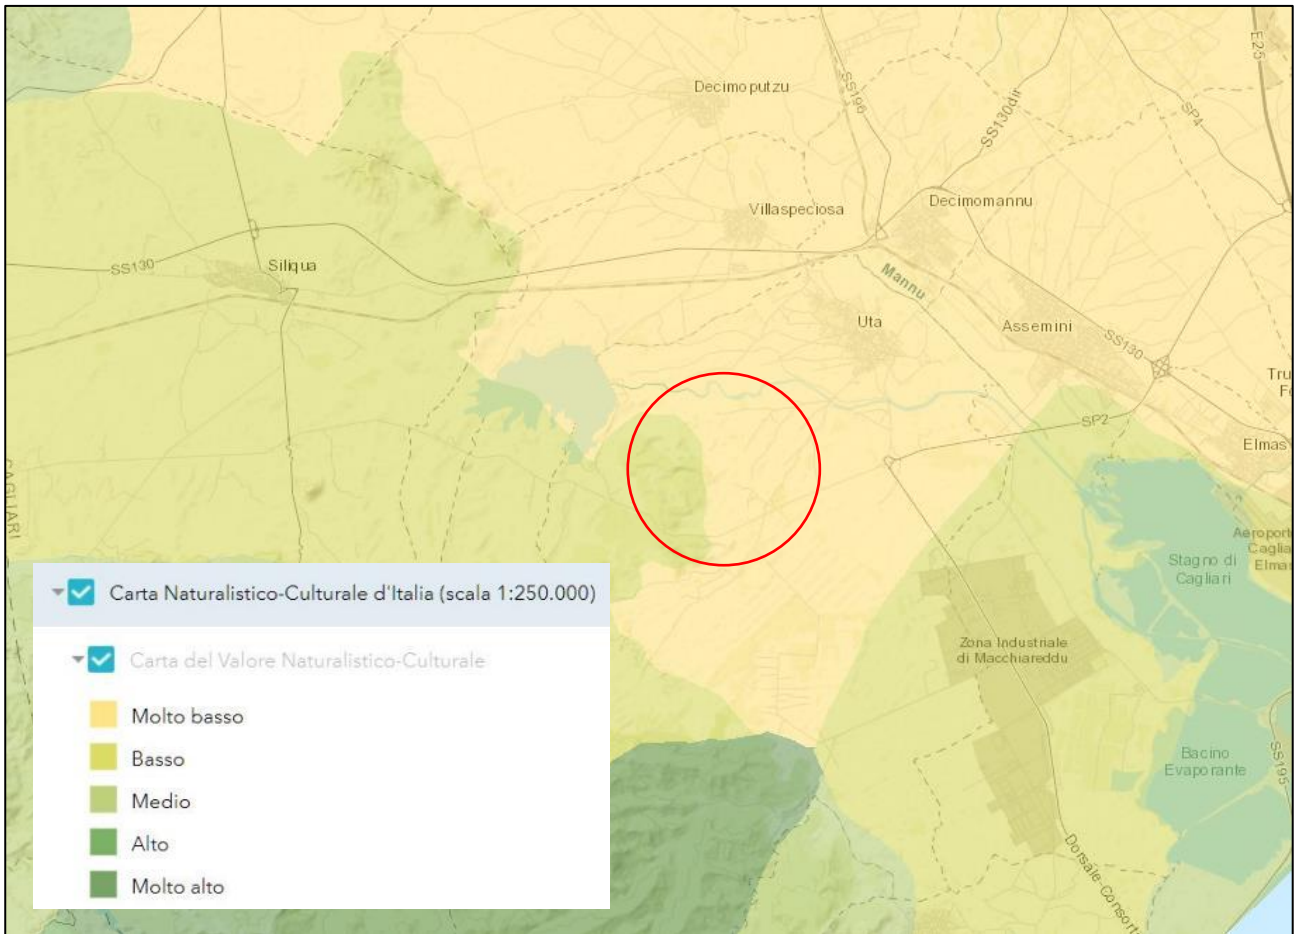 Decimoputzu
SS196
SS130dir
SP4
E25
Villaspeciosa
Decimomannu
SS130
Siliqua
Mannu
Uta
Assemini
SS130
SP2
Elmas
CAGLIARI
Stagno di
Cagliari
Zona Industriale
di Macchiareddu
Bacino
Evaporante
SS195
Dorsale-Consort
Carta Naturalistico-Culturale d'Italia (scala 1:250.000)
Carta del Valore Naturalistico-Culturale
Molto basso
Basso
Medio
Alto
Molto alto